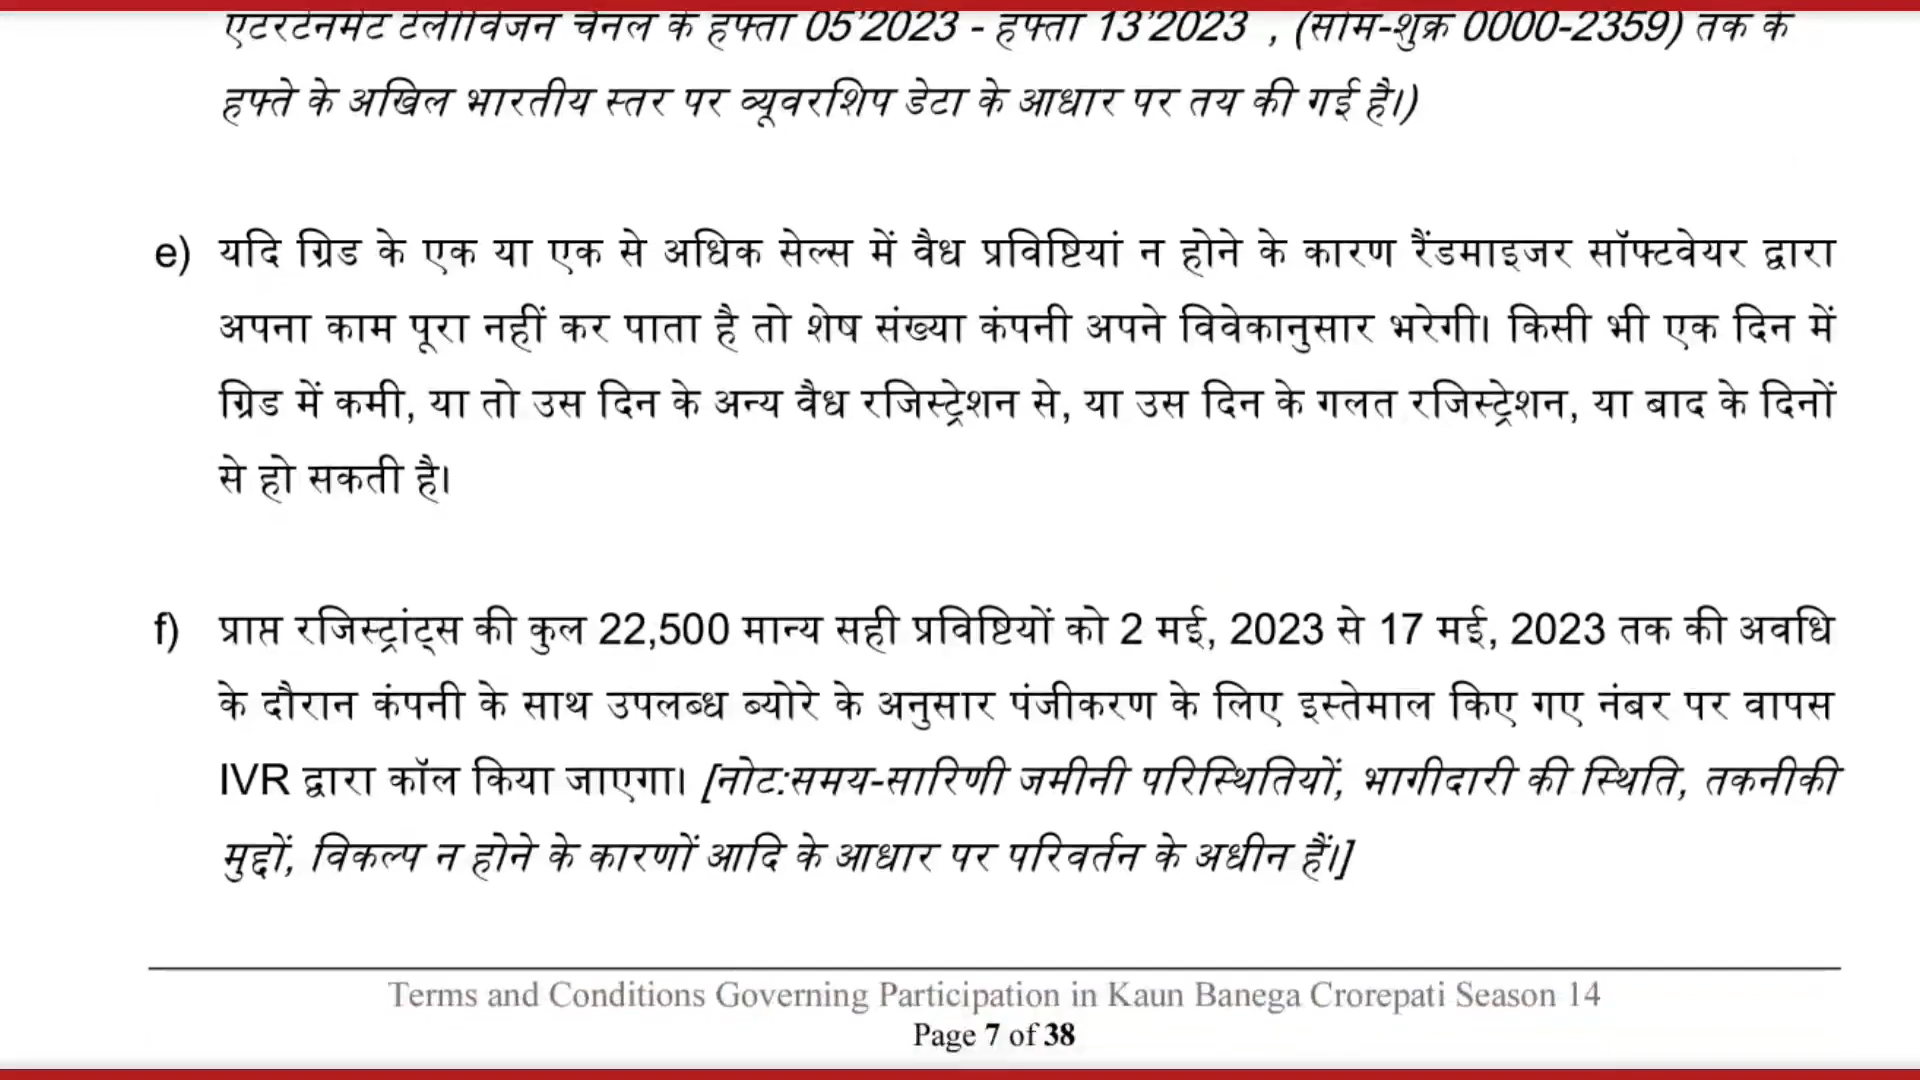 एंटरटेनमेंट टेलीविजन चैनल के हफ्ता 05'2023 - हफ्ता 13'2023 , (सोम-शुक्र 0000-2359) तक के
हफ्ते के अखिल भारतीय स्तर पर व्यूवरशिप डेटा के आधार पर तय की गई है।)
e) यदि ग्रिड के एक या एक से अधिक सेल्स में वैध प्रविष्टियां न होने के कारण रैंडमाइजर सॉफ्टवेयर द्वारा
अपना काम पूरा नहीं कर पाता है तो शेष संख्या कंपनी अपने विवेकानुसार भरेगी। किसी भी एक दिन में
ग्रिड में कमी, या तो उस दिन के अन्य वैध रजिस्ट्रेशन से, या उस दिन के गलत रजिस्ट्रेशन, या बाद के दिनों
से हो सकती है।
f) प्राप्त रजिस्ट्रांट्स की कुल 22,500 मान्य सही प्रविष्टियों को 2 मई, 2023 से 17 मई, 2023 तक की अवधि
के दौरान कंपनी के साथ उपलब्ध ब्योरे के अनुसार पंजीकरण के लिए इस्तेमाल किए गए नंबर पर वापस
IVR द्वारा कॉल किया जाएगा। [नोट:समय-सारिणी जमीनी परिस्थितियों, भागीदारी की स्थिति, तकनीकी
मुद्दों, विकल्प न होने के कारणों आदि के आधार पर परिवर्तन के अधीन हैं।]
Terms and Conditions Governing Participation in Kaun Banega Crorepati Season 14
Page 7 of 38